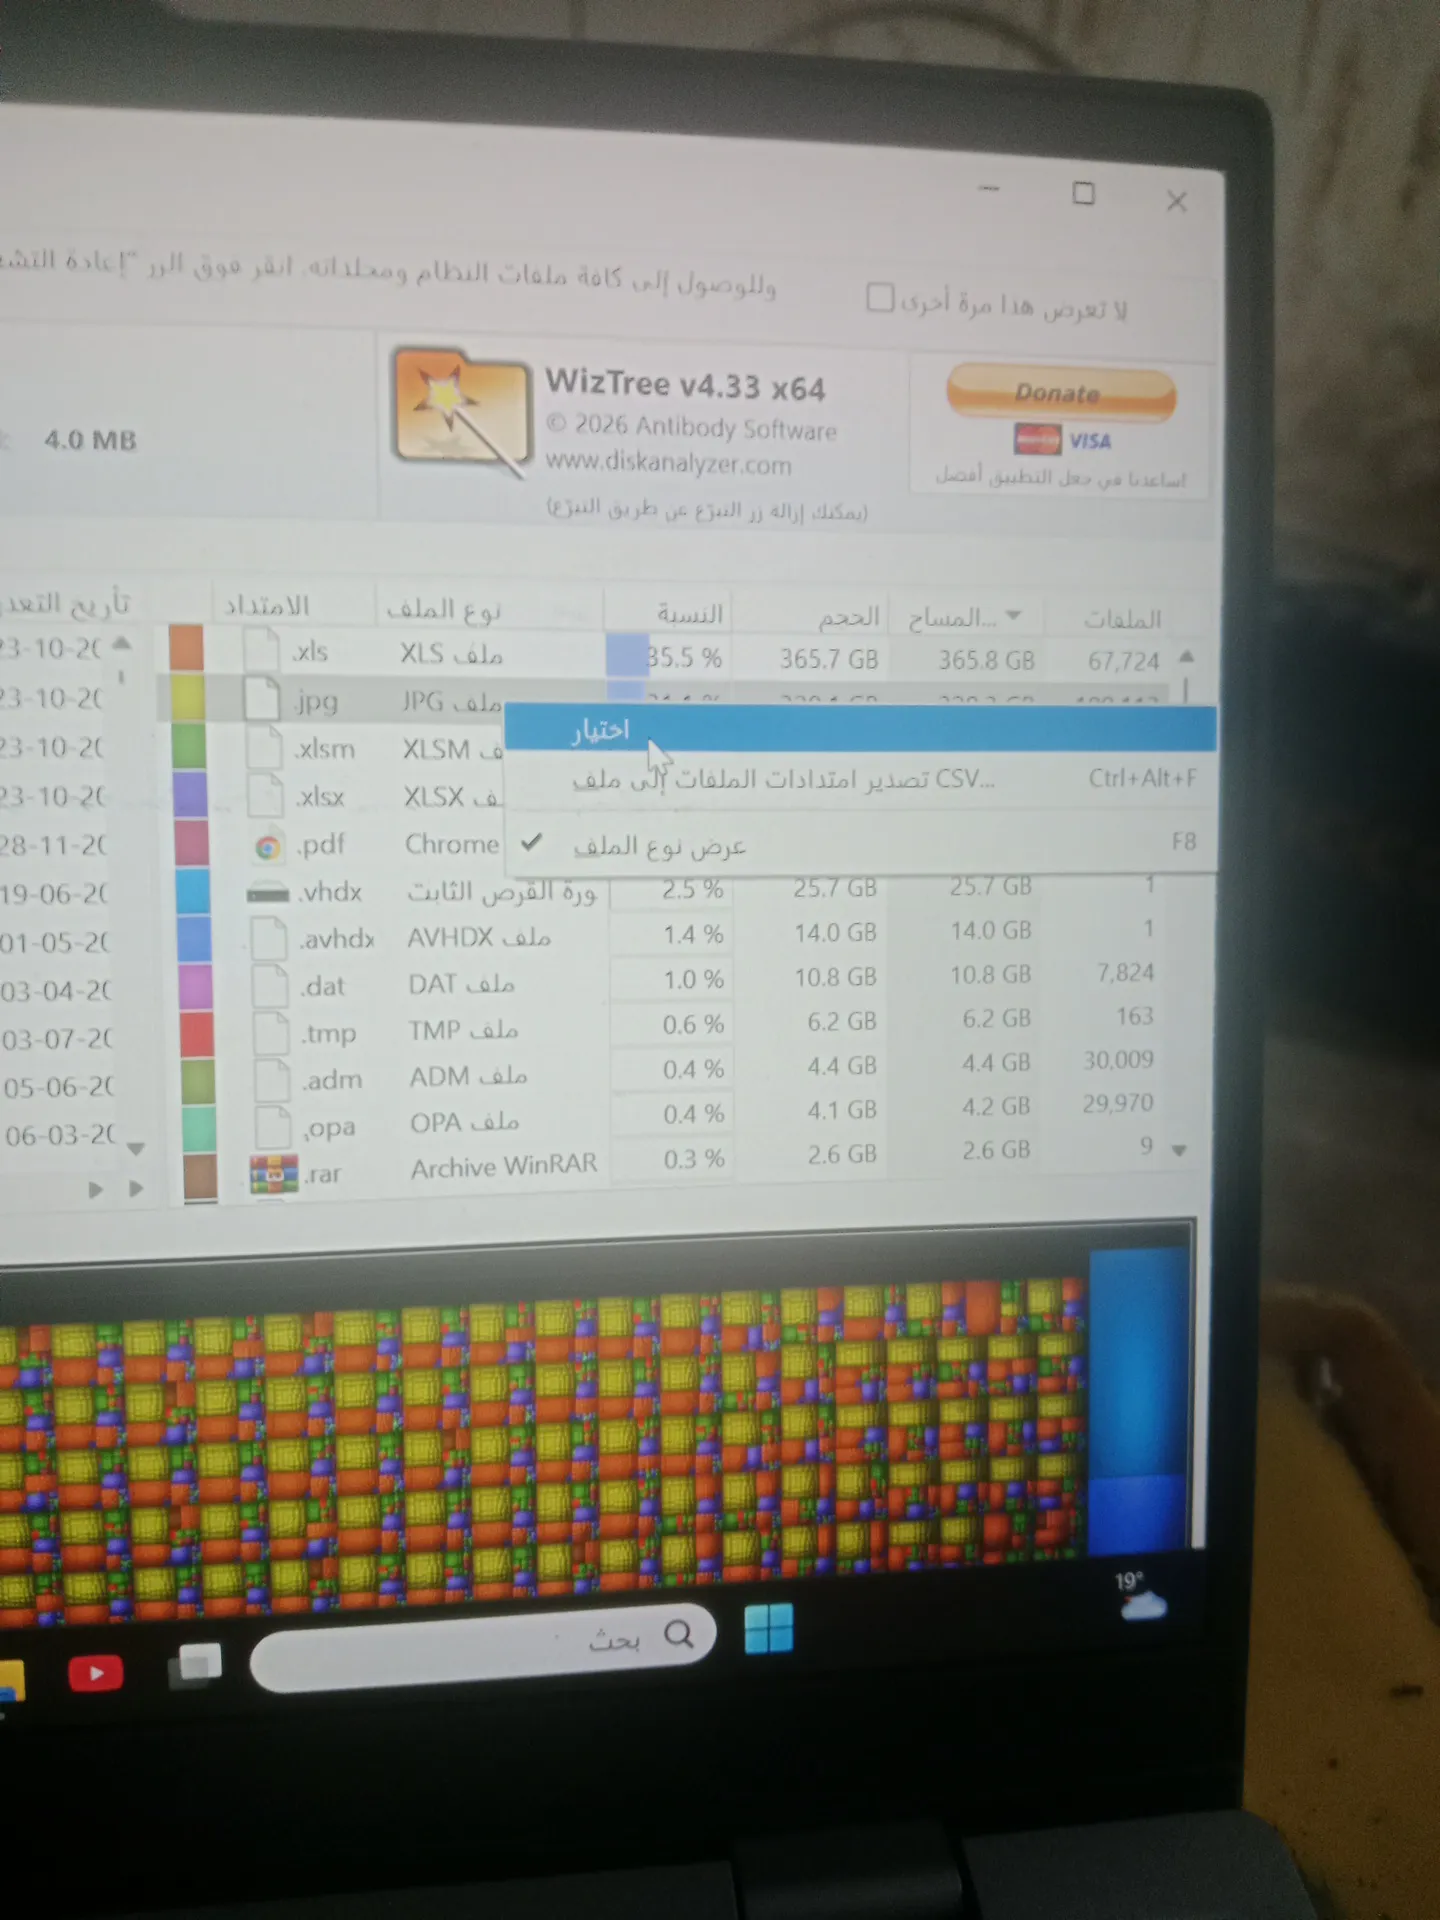 وللوصول إلى كافة ملفات النظام ومجلداته, انقر فوق الزر "إعادة
لا تعرض هذا مرة أخرى
4.0 MB
WizTree v4.33 x64
© 2026 Antibody Software
www.diskanalyzer.com
(يمكنك إزالة زر التبرّع عن طريق التبرّع)
Donate
VISA
ساعدنا في جعل التطبيق أفضل
تأريخ
الامتداد
نوع الملف
النسبة
الحجم
المساح...
الملفات
23-10-20 .xls ملف XLS 35.5 % 365.7 GB 365.8 GB 67,724
23-10-20 .jpg ملف JPG
اختيار
23-10-20 .xlsm XLSM
تصدير امتدادات الملفات إلى ملف CSV... Ctrl+Alt+F
23-10-20 .xlsx XLSX
28-11-20 .pdf Chrome
عرض نوع الملف F8
19-06-20 .vhdx القرص الثابت 2.5 % 25.7 GB 25.7 GB 1
01-05-20 .avhdx ملف AVHDX 1.4 % 14.0 GB 14.0 GB 1
03-04-20 .dat ملف DAT 1.0 % 10.8 GB 10.8 GB 7,824
03-07-20 .tmp ملف TMP 0.6 % 6.2 GB 6.2 GB 163
05-06-20 .adm ملف ADM 0.4 % 4.4 GB 4.4 GB 30,009
06-03-20 .opa ملف OPA 0.4 % 4.1 GB 4.2 GB 29,970
.rar Archive WinRAR 0.3 % 2.6 GB 2.6 GB 9
19°
بحث